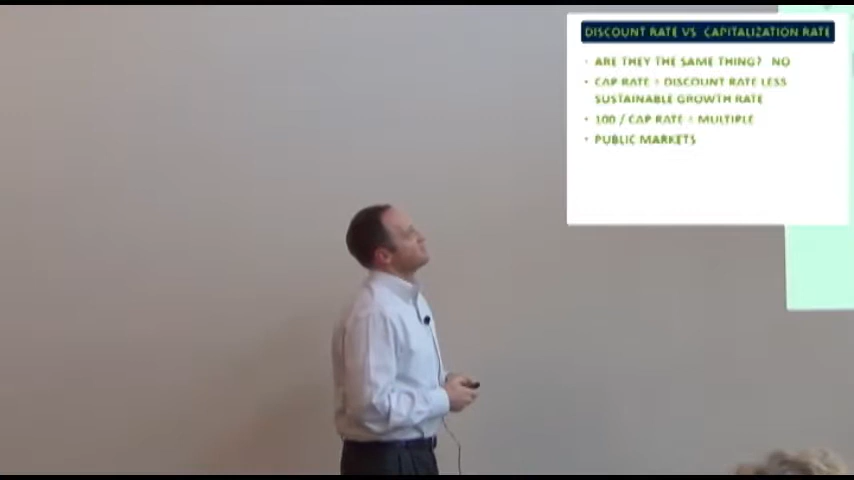 DISCOUNT RATE VS CAPITALIZATION RATE
ARE THEY THE SAME THING? NO
CAP RATE = DISCOUNT RATE LESS
SUSTAINABLE GROWTH RATE
100 / CAP RATE = MULTIPLE
PUBLIC MARKETS